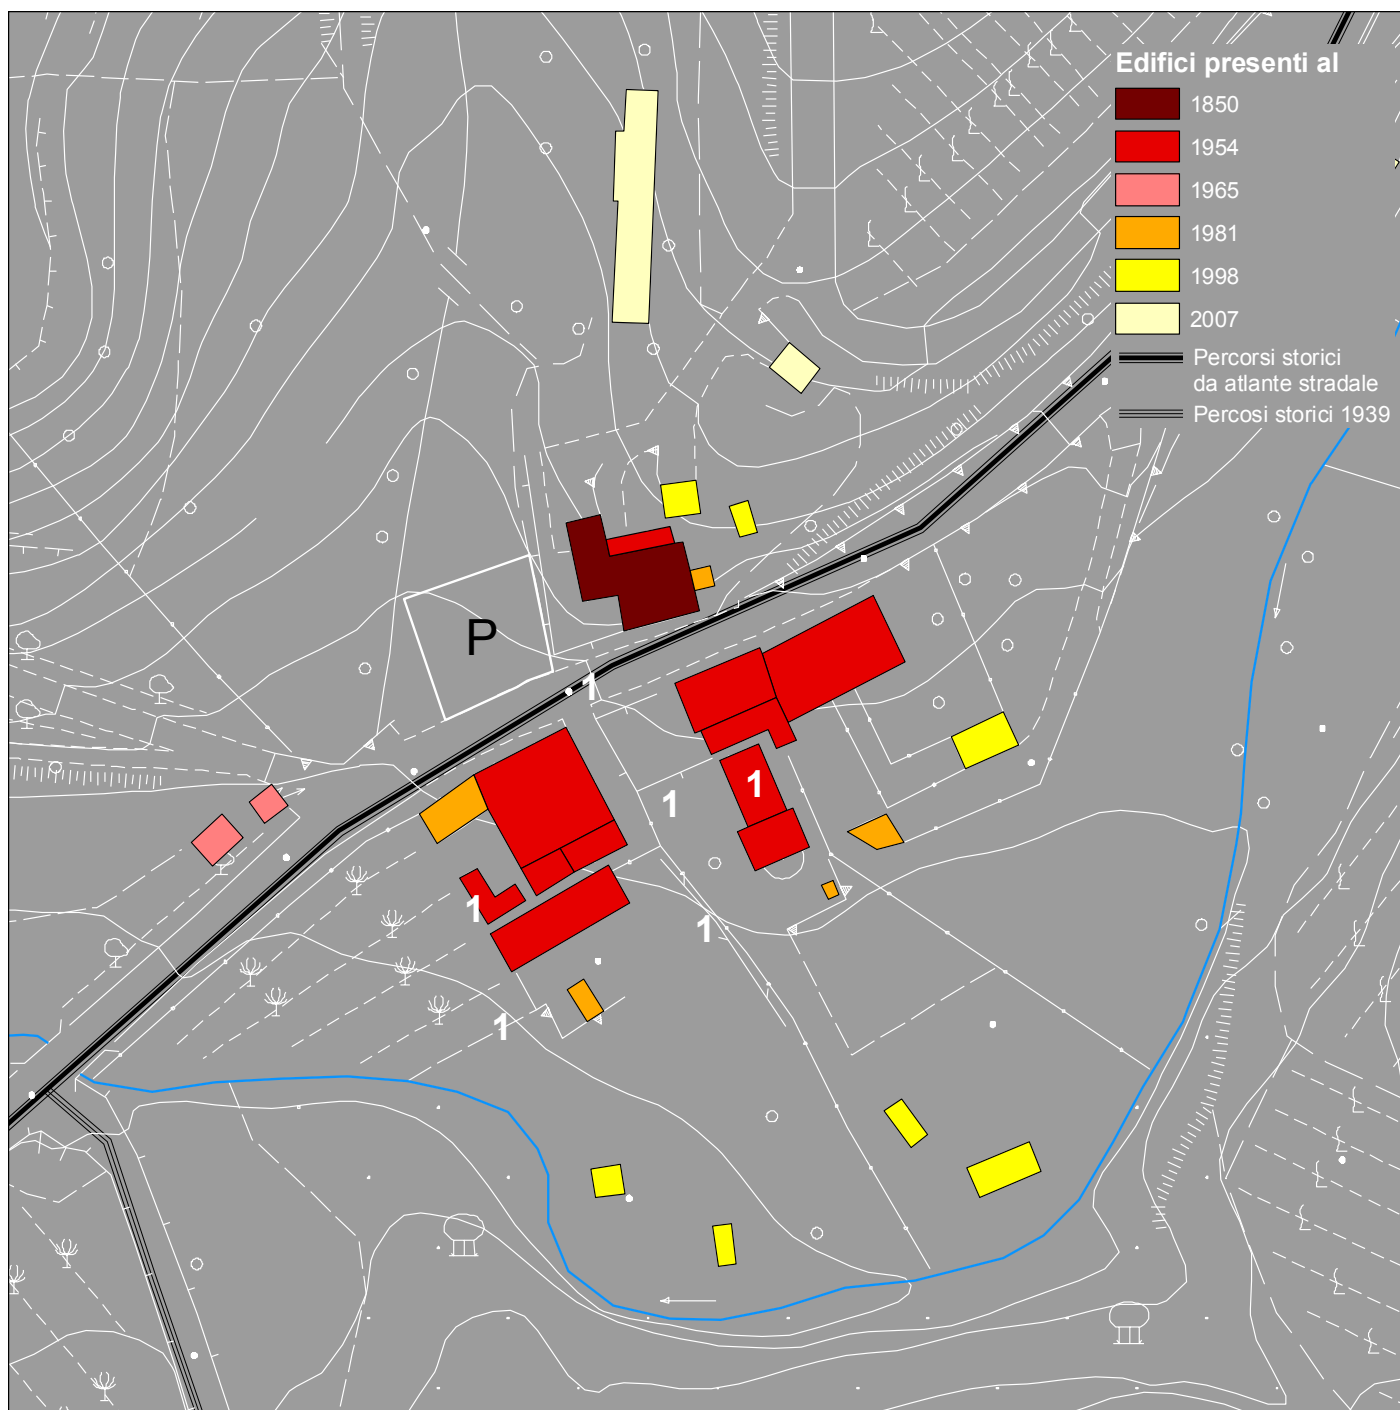 Edifici presenti al
1850
1954
1965
1981
1998
2007
Percorsi storici
da atlante stradale
Percosi storici 1939
P
1
1
1
1
1
1